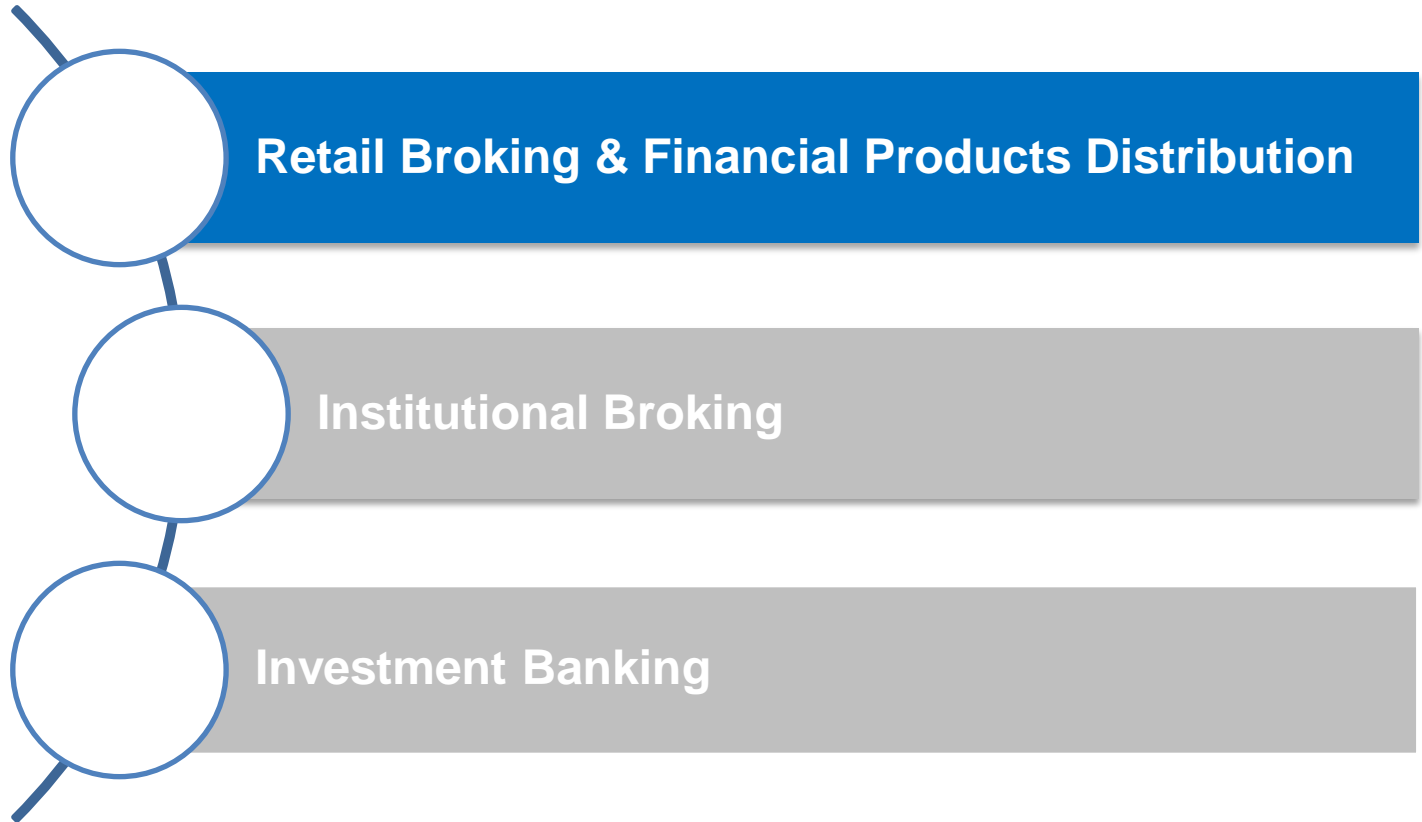 Retail Broking & Financial Products Distribution
Institutional Broking
Investment Banking